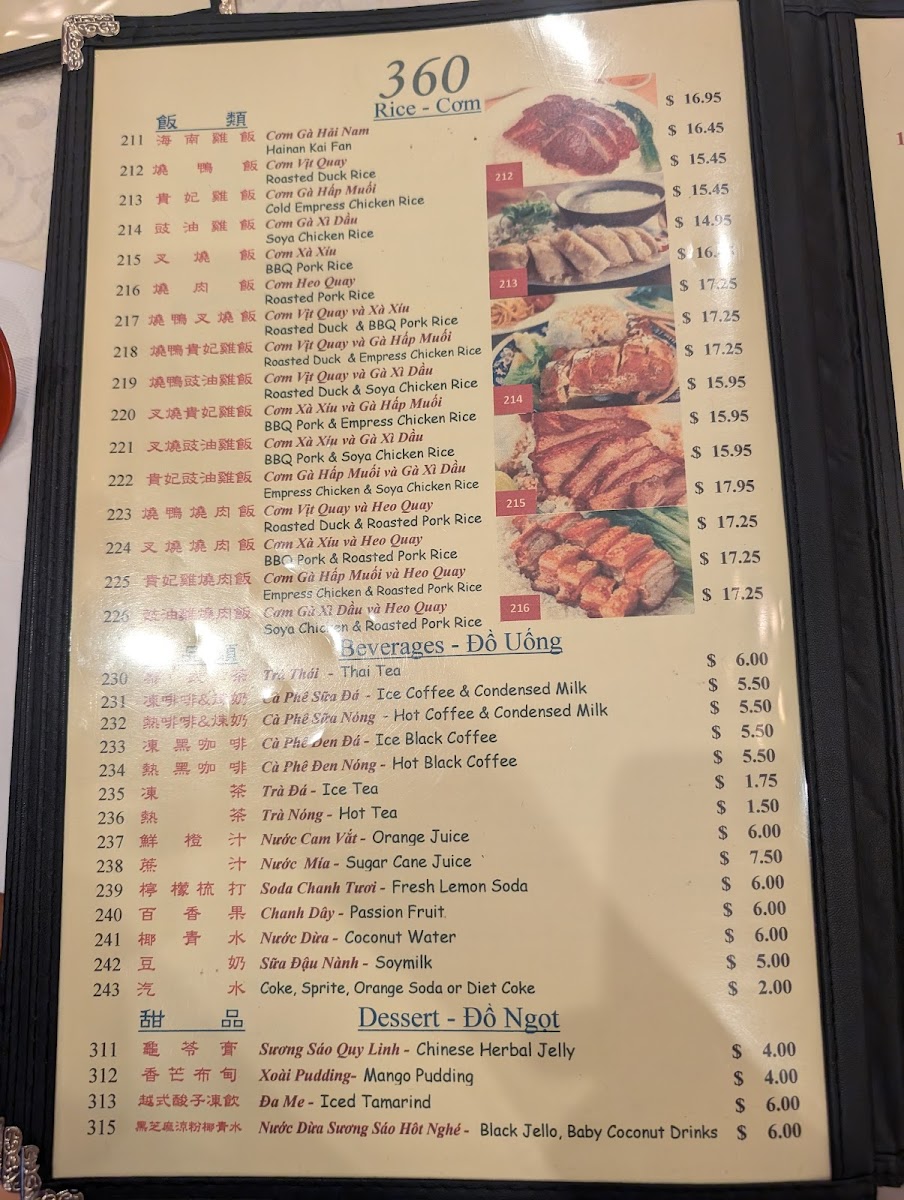 360
飯 類 Rice - Cơm
211 海南雞飯 Cơm Gà Hải Nam $ 16.95
Hainan Kai Fan
212 燒鴨飯 Cơm Vịt Quay $ 16.45
Roasted Duck Rice
213 貴妃雞飯 Cơm Gà Hấp Muối $ 15.45
Cold Empress Chicken Rice
214 豉油雞飯 Cơm Gà Xì Dầu $ 15.45
Soya Chicken Rice
215 叉燒飯 Cơm Xà Xíu $ 14.95
BBQ Pork Rice
216 燒肉飯 Cơm Heo Quay $
Roasted Pork Rice
217 燒鴨叉燒飯 Cơm Vịt Quay và Xà Xíu $ 17.25
Roasted Duck & BBQ Pork Rice
218 燒鴨貴妃雞飯 Cơm Vịt Quay và Gà Hấp Muối $ 17.25
Roasted Duck & Empress Chicken Rice
219 燒鴨豉油雞飯 Cơm Vịt Quay và Gà Xì Dầu $ 17.25
Roasted Duck & Soya Chicken Rice
220 叉燒貴妃雞飯 Cơm Xà Xíu và Gà Hấp Muối $ 15.95
BBQ Pork & Empress Chicken Rice
221 叉燒豉油雞飯 Cơm Xà Xíu và Gà Xì Dầu $ 15.95
BBQ Pork & Soya Chicken Rice
222 貴妃豉油雞飯 Cơm Gà Hấp Muối và Gà Xì Dầu $ 15.95
Empress Chicken & Soya Chicken Rice
223 燒鴨燒肉飯 Cơm Vịt Quay và Heo Quay $ 17.95
Roasted Duck & Roasted Pork Rice
224 叉燒燒肉飯 Cơm Xà Xíu và Heo Quay $ 17.25
BBQ Pork & Roasted Pork Rice
225 貴妃雞燒肉飯 Cơm Gà Hấp Muối và Heo Quay $ 17.25
Empress Chicken & Roasted Pork Rice
226 豉油雞燒肉飯 Cơm Gà Xì Dầu và Heo Quay $ 17.25
Soya Chicken & Roasted Pork Rice
212
213
214
215
216
類 Beverages - Đồ Uống
230 茶 Trà Thái - Thai Tea $ 6.00
231 凍啡啡&煉奶 Cà Phê Sữa Đá - Ice Coffee & Condensed Milk $ 5.50
232 熱啡啡&煉奶 Cà Phê Sữa Nóng - Hot Coffee & Condensed Milk $ 5.50
233 凍黑咖啡 Cà Phê Đen Đá - Ice Black Coffee $ 5.50
234 熱黑咖啡 Cà Phê Đen Nóng - Hot Black Coffee $ 5.50
235 凍茶 Trà Đá - Ice Tea $ 1.75
236 熱茶 Trà Nóng - Hot Tea $ 1.50
237 鮮橙汁 Nước Cam Vắt - Orange Juice $ 6.00
238 蔗汁 Nước Mía - Sugar Cane Juice $ 7.50
239 檸檬梳打 Soda Chanh Tươi - Fresh Lemon Soda $ 6.00
240 百香果 Chanh Dây - Passion Fruit $ 6.00
241 椰青水 Nước Dừa - Coconut Water $ 6.00
242 豆奶 Sữa Đậu Nành - Soymilk $ 5.00
243 汽水 Coke, Sprite, Orange Soda or Diet Coke $ 2.00
甜 品 Dessert - Đồ Ngọt
311 龜苓膏 Sương Sáo Quy Linh - Chinese Herbal Jelly $ 4.00
312 香芒布甸 Xoài Pudding- Mango Pudding $ 4.00
313 越式酸子凍飲 Đa Me - Iced Tamarind $ 6.00
315 黑芝麻涼粉椰青水 Nước Dừa Sương Sáo Hôt Nghé - Black Jello, Baby Coconut Drinks $ 6.00